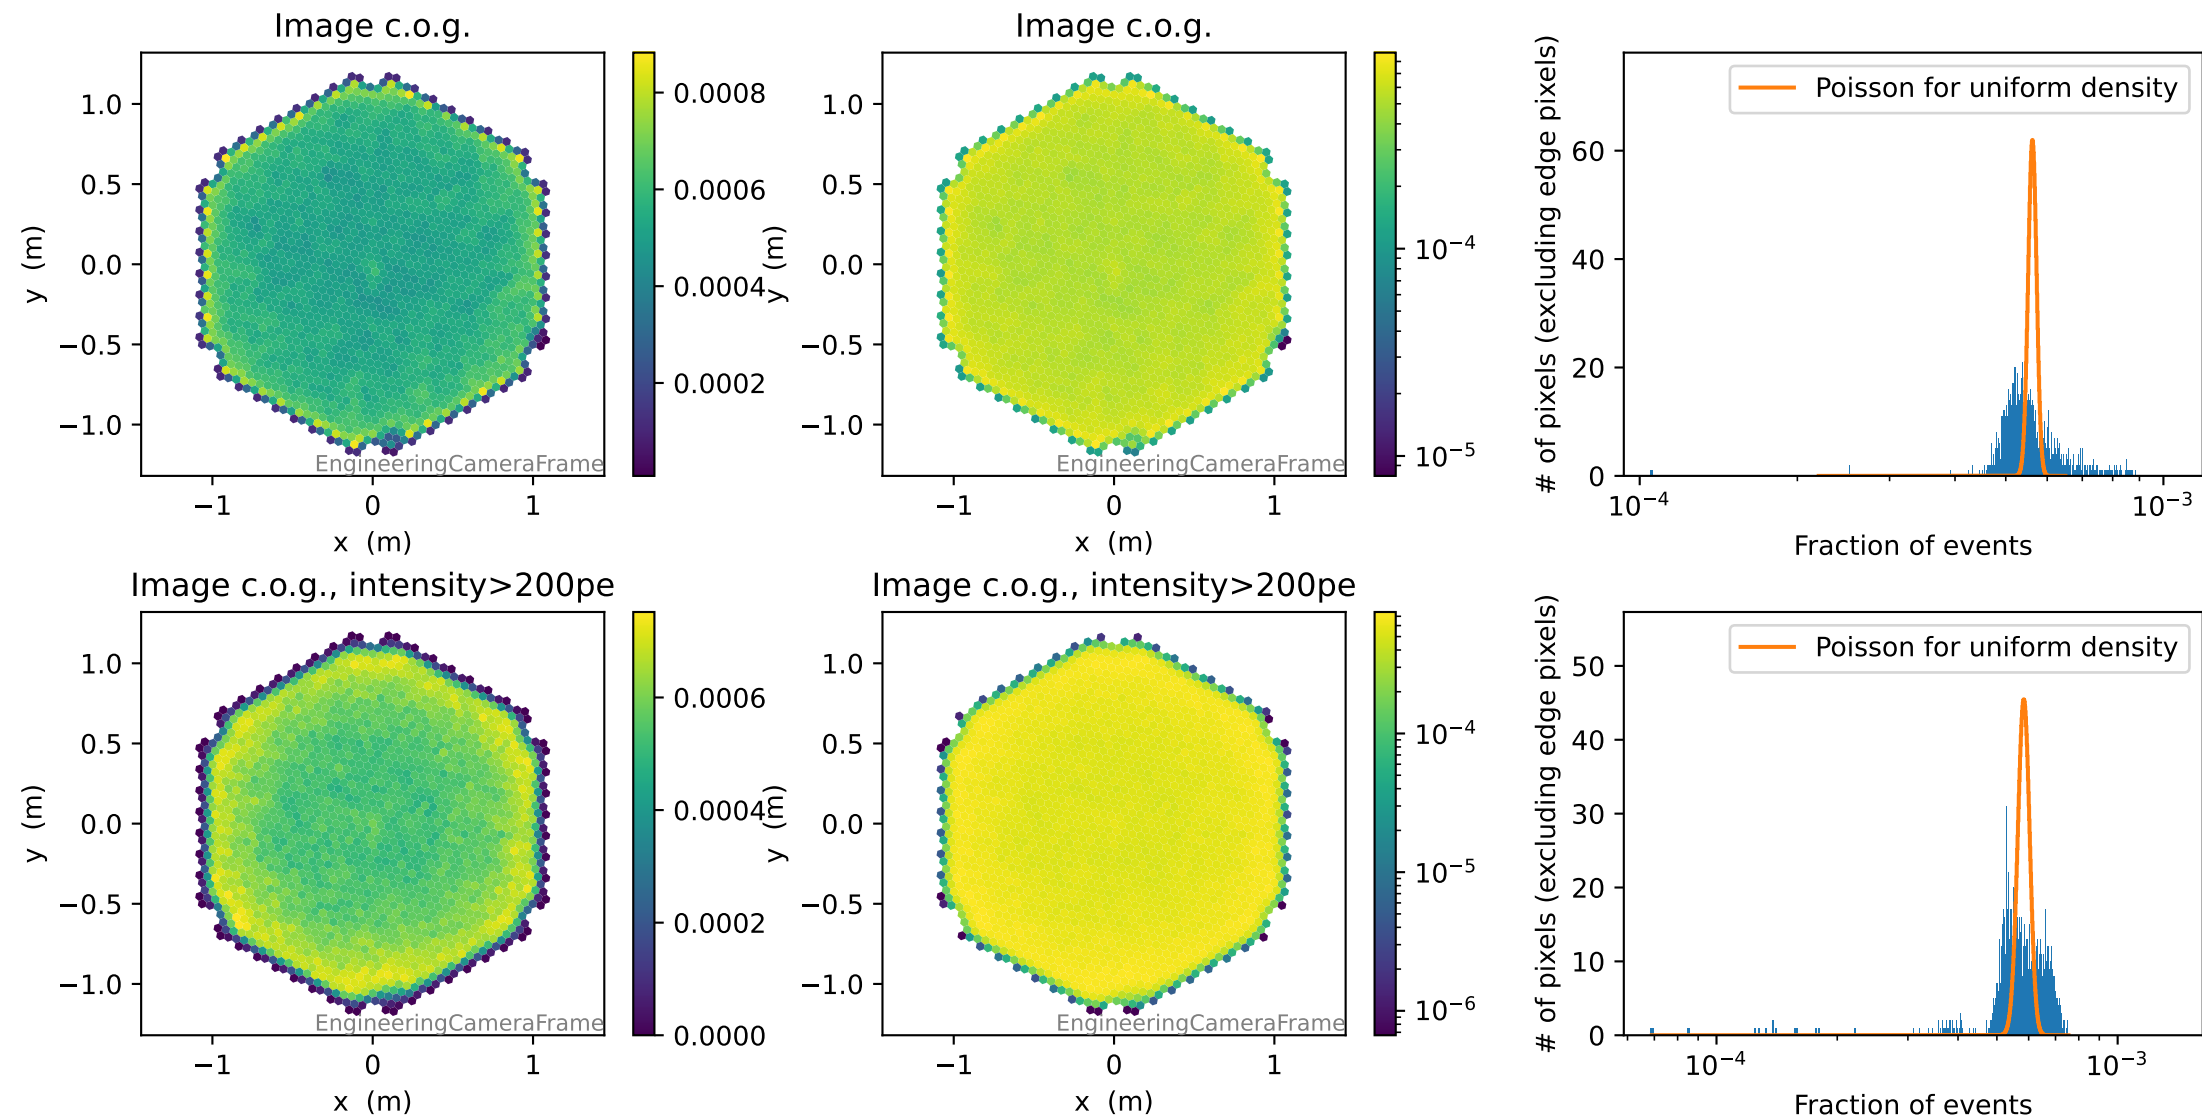 Image c.o.g.
1.0
0.5
0.0
−0.5
−1.0
y (m)
−1
0
1
x (m)
EngineeringCameraFrame
0.0008
0.0006
0.0004
0.0002
Image c.o.g.
1.0
0.5
0.0
−0.5
−1.0
y (m)
−1
0
1
x (m)
EngineeringCameraFrame
10⁻⁴
10⁻⁵
# of pixels (excluding edge pixels)
60
40
20
0
Poisson for uniform density
10⁻⁴
10⁻³
Fraction of events
Image c.o.g., intensity>200pe
1.0
0.5
0.0
−0.5
−1.0
y (m)
−1
0
1
x (m)
EngineeringCameraFrame
0.0006
0.0004
0.0002
0.0000
Image c.o.g., intensity>200pe
1.0
0.5
0.0
−0.5
−1.0
y (m)
−1
0
1
x (m)
EngineeringCameraFrame
10⁻⁴
10⁻⁵
10⁻⁶
# of pixels (excluding edge pixels)
50
40
30
20
10
0
Poisson for uniform density
10⁻⁴
10⁻³
Fraction of events